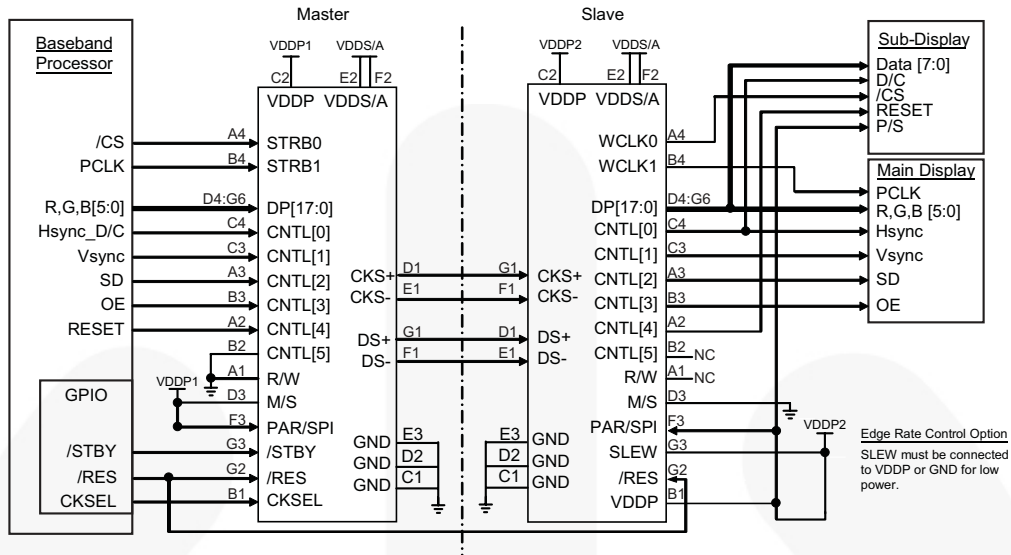 Master
Slave
Baseband
Processor
VDDP1
VDDS/A
C2
E2
F2
VDDP
VDDS/A
VDDP2
VDDS/A
C2
E2
F2
VDDP
VDDS/A
Sub-Display
Data [7:0]
D/C
/CS
RESET
P/S
Main Display
PCLK
R,G,B [5:0]
Hsync
Vsync
SD
OE
/CS
A4
STRB0
PCLK
B4
STRB1
R,G,B[5:0]
D4:G6
DP[17:0]
Hsync_D/C
C4
CNTL[0]
Vsync
C3
CNTL[1]
SD
A3
CNTL[2]
OE
B3
CNTL[3]
RESET
A2
CNTL[4]
B2
CNTL[5]
A1
R/W
VDDP1
D3
M/S
F3
PAR/SPI
GPIO
/STBY
G3
/STBY
/RES
G2
/RES
CKSEL
B1
CKSEL
CKS+
D1
CKS-
E1
DS+
G1
DS-
F1
GND
E3
GND
D2
GND
C1
G1
CKS+
F1
CKS-
D1
DS+
E1
DS-
E3
GND
D2
GND
C1
GND
WCLK0
A4
WCLK1
B4
DP[17:0]
D4:G6
CNTL[0]
C4
CNTL[1]
C3
CNTL[2]
A3
CNTL[3]
B3
CNTL[4]
A2
CNTL[5]
B2
NC
R/W
A1
NC
M/S
D3
PAR/SPI
F3
SLEW
G3
/RES
G2
VDDP
B1
VDDP2
Edge Rate Control Option
SLEW must be connected
to VDDP or GND for low
power.